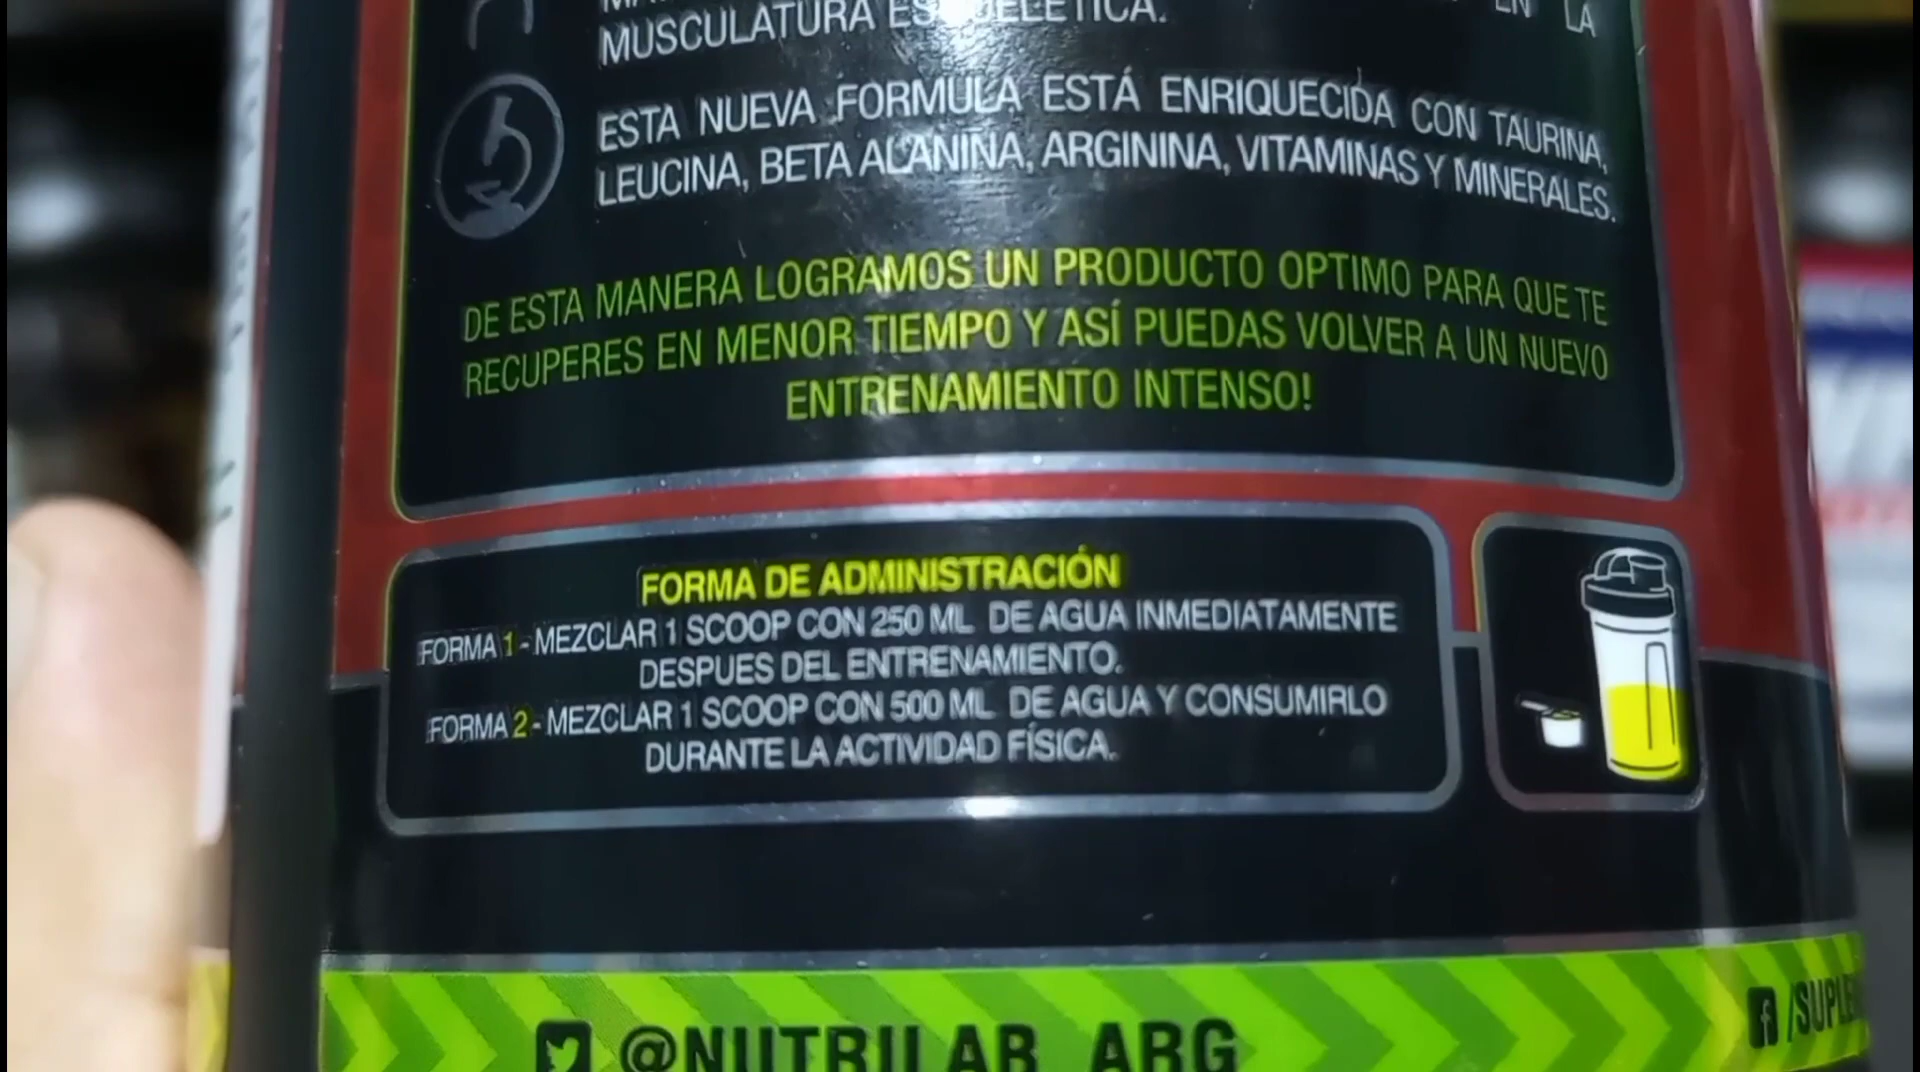 EN LA
MUSCULATURA ESQUELÉTICA.
ESTA NUEVA FORMULA ESTÁ ENRIQUECIDA CON TAURINA,
LEUCINA, BETA ALANINA, ARGININA, VITAMINAS Y MINERALES.
DE ESTA MANERA LOGRAMOS UN PRODUCTO OPTIMO PARA QUE TE
RECUPERES EN MENOR TIEMPO Y ASÍ PUEDAS VOLVER A UN NUEVO
ENTRENAMIENTO INTENSO!
FORMA DE ADMINISTRACIÓN
FORMA 1 - MEZCLAR 1 SCOOP CON 250 ML DE AGUA INMEDIATAMENTE
DESPUES DEL ENTRENAMIENTO.
FORMA 2 - MEZCLAR 1 SCOOP CON 500 ML DE AGUA Y CONSUMIRLO
DURANTE LA ACTIVIDAD FÍSICA.
@NUTRILAB_ARG